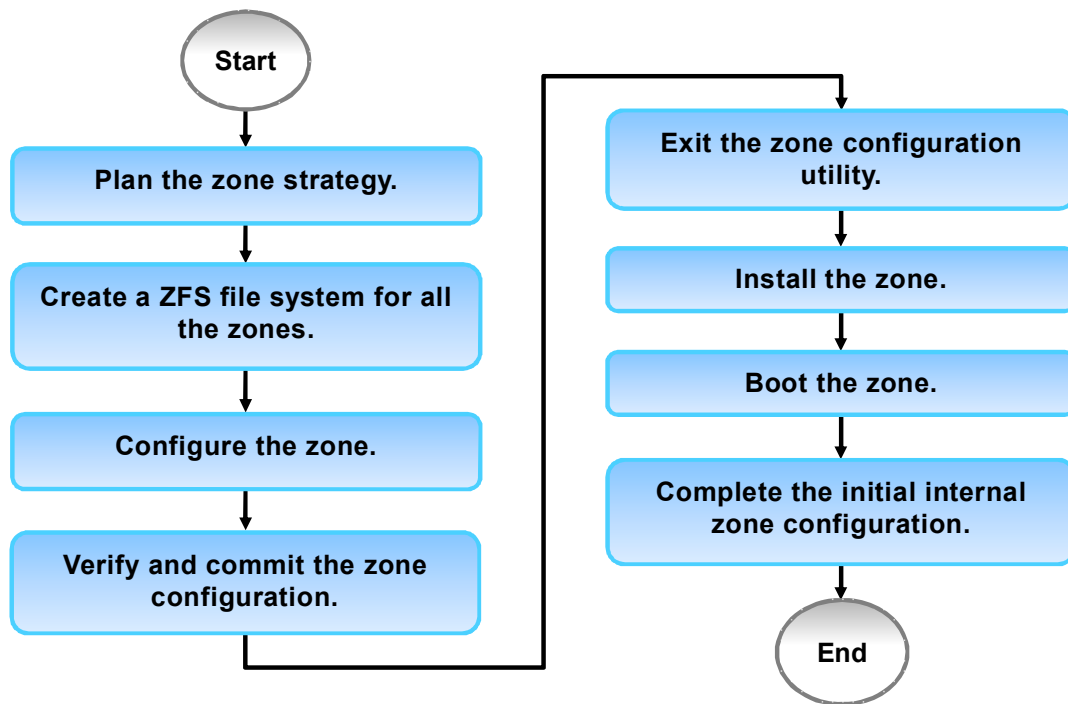 Start
Plan the zone strategy.
Create a ZFS file system for all
the zones.
Configure the zone.
Verify and commit the zone
configuration.
Exit the zone configuration
utility.
Install the zone.
Boot the zone.
Complete the initial internal
zone configuration.
End